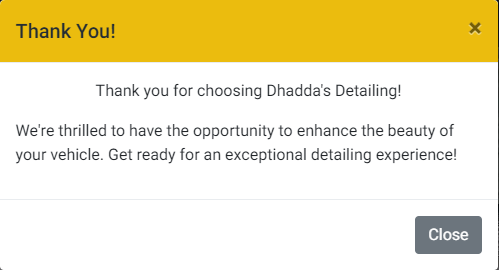 Thank You!
×
Thank you for choosing Dhadda's Detailing!
We're thrilled to have the opportunity to enhance the beauty of
your vehicle. Get ready for an exceptional detailing experience!
Close